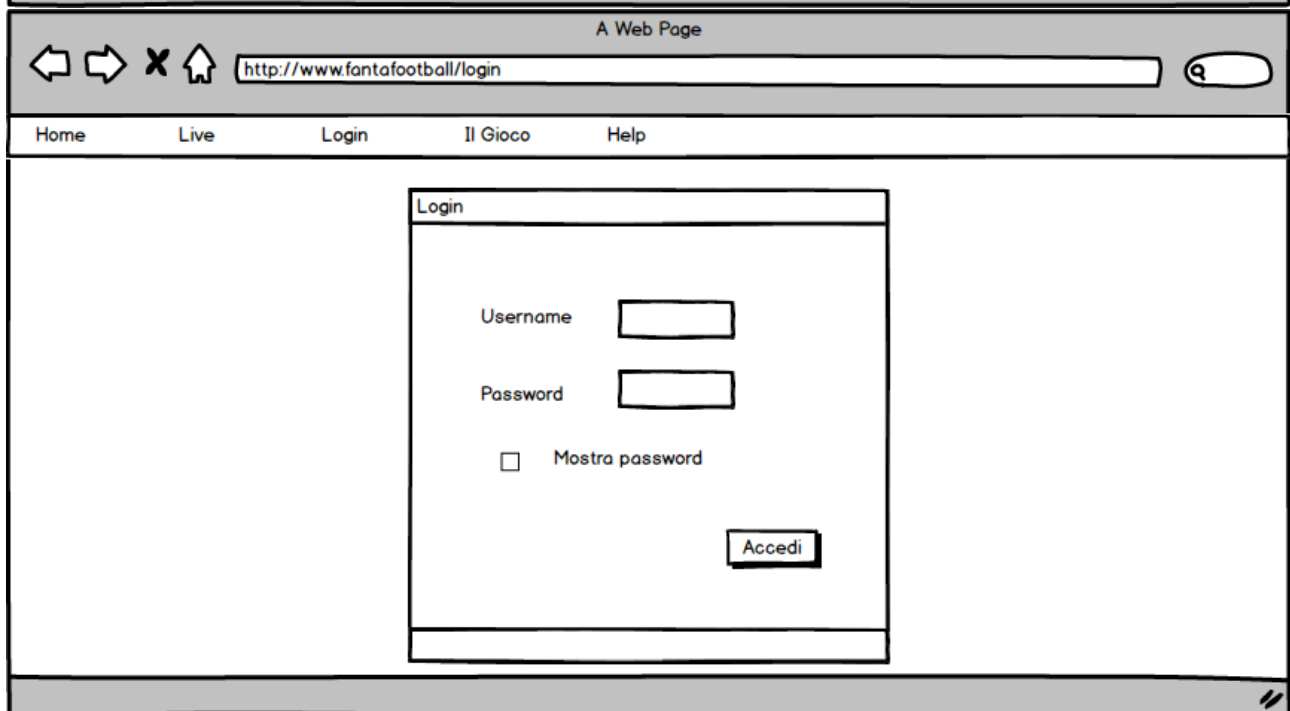 A Web Page
http://www.fantafootball/login
Home Live Login Il Gioco Help
Login
Username
Password
Mostra password
Accedi